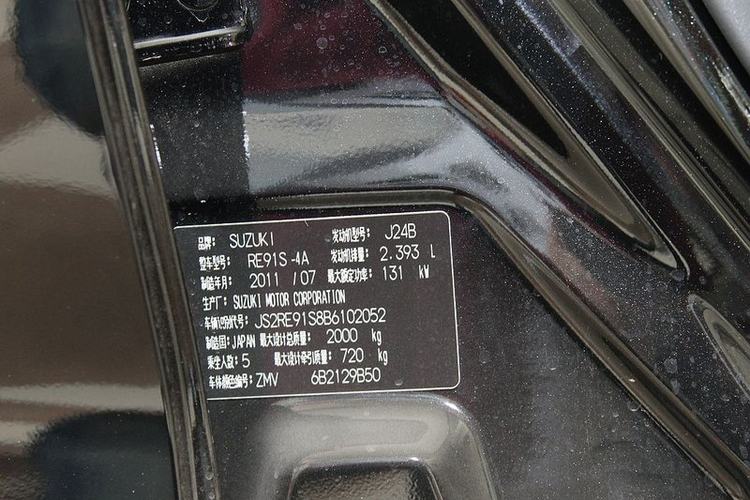 品牌: SUZUKI 发动机型号: J24B
整车型号: RE91S-4A 发动机排量: 2.393 L
制造年月: 2011 /07 最大额定功率: 131 kW
生产厂: SUZUKI MOTOR CORPORATION
车辆识别代号: JS2RE91S8B6102052
制造国: JAPAN 最大设计总质量: 2000 kg
乘坐人数: 5 最大设计牵引质量: 720 kg
车体颜色编号: ZMV 6B2129B50